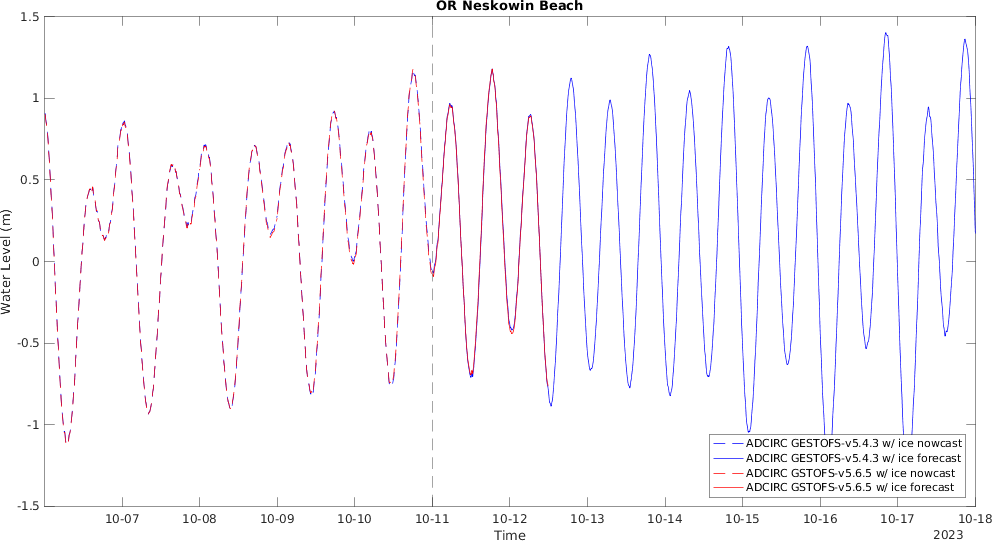 OR Neskowin Beach
1.5
1
0.5
0
-0.5
-1
-1.5
Water Level (m)
ADCIRC GESTOFS-v5.4.3 w/ ice nowcast
ADCIRC GESTOFS-v5.4.3 w/ ice forecast
ADCIRC GSTOFS-v5.6.5 w/ ice nowcast
ADCIRC GSTOFS-v5.6.5 w/ ice forecast
10-07 10-08 10-09 10-10 10-11 10-12 10-13 10-14 10-15 10-16 10-17 10-18
Time
2023